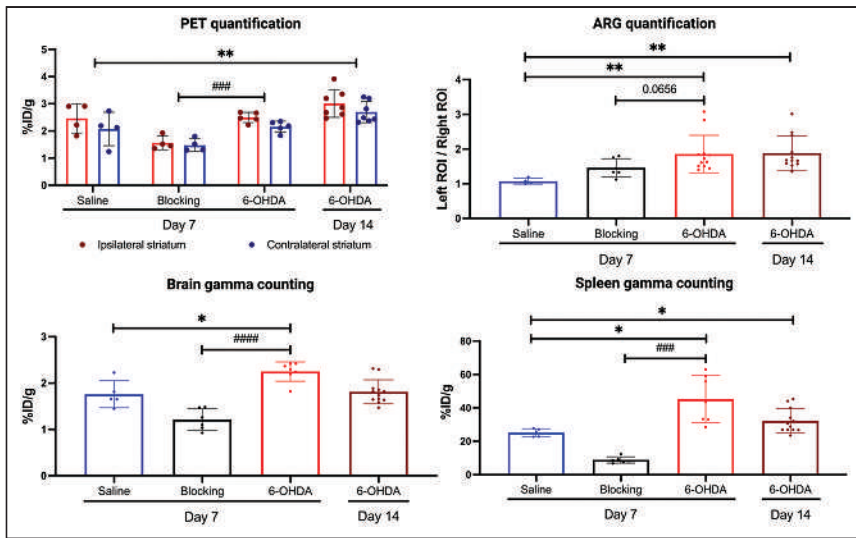 PET quantification
**
###
%ID/g
5
4
3
2
1
0
Saline Blocking 6-OHDA 6-OHDA
Day 7 Day 14
Ipsilateral striatum Contralateral striatum
ARG quantification
**
**
0.0656
Left ROI / Right ROI
4
3
2
1
0
Saline Blocking 6-OHDA 6-OHDA
Day 7 Day 14
Brain gamma counting
*
####
%ID/g
3
2
1
0
Saline Blocking 6-OHDA 6-OHDA
Day 7 Day 14
Spleen gamma counting
*
*
###
%ID/g
80
60
40
20
0
Saline Blocking 6-OHDA 6-OHDA
Day 7 Day 14